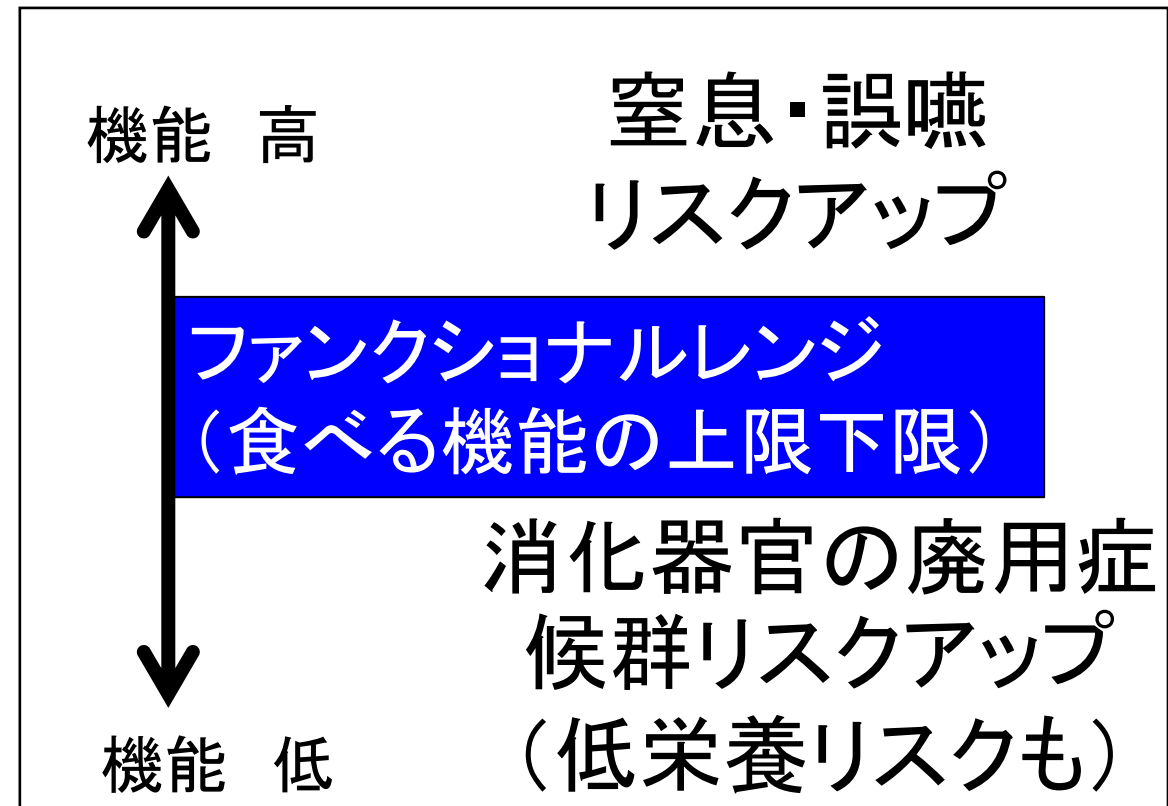 機能　高
窒息・誤嚥
リスクアップ
ファンクショナルレンジ
（食べる機能の上限下限）
消化器官の廃用症
候群リスクアップ
（低栄養リスクも）
機能　低